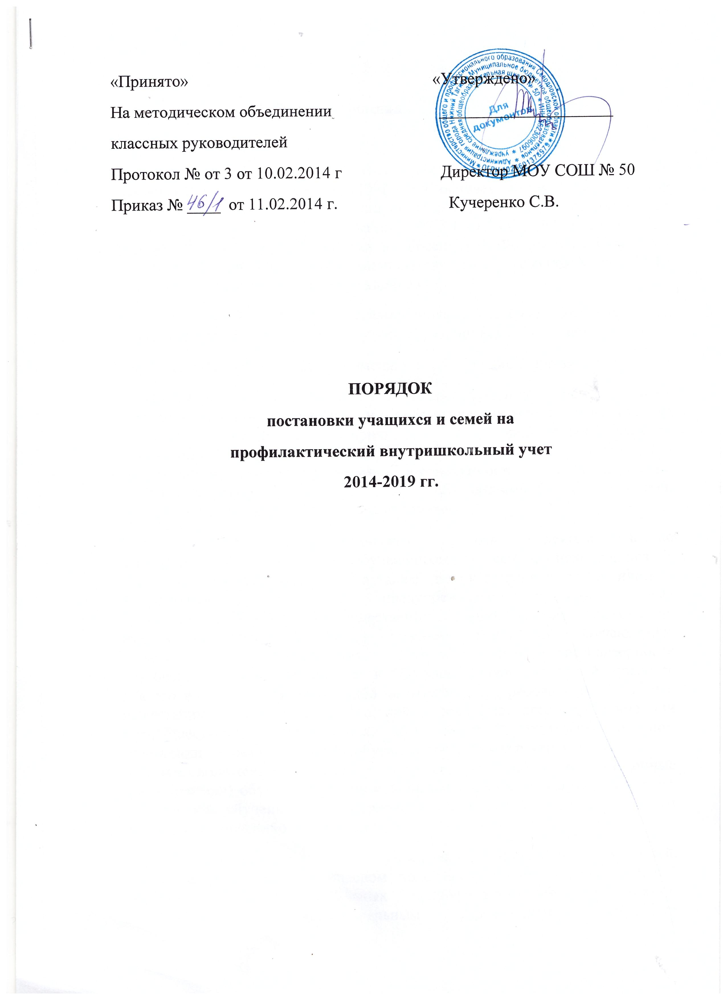 «Принято»
На методическом объединении
классных руководителей
Протокол № от 3 от 10.02.2014 г
Приказ № 46/1 от 11.02.2014 г.
«Утверждено»
Директор МОУ СОШ № 50
Кучеренко С.В.
Министерство общего и профессионального образования Свердловской области * ОГРН
Администрация города Нижний Тагил * Муниципальное бюджетное общеобразовательное
учреждение средняя общеобразовательная школа № 50 * ИНН
Для
документов
ПОРЯДОК
постановки учащихся и семей на
профилактический внутришкольный учет
2014-2019 гг.